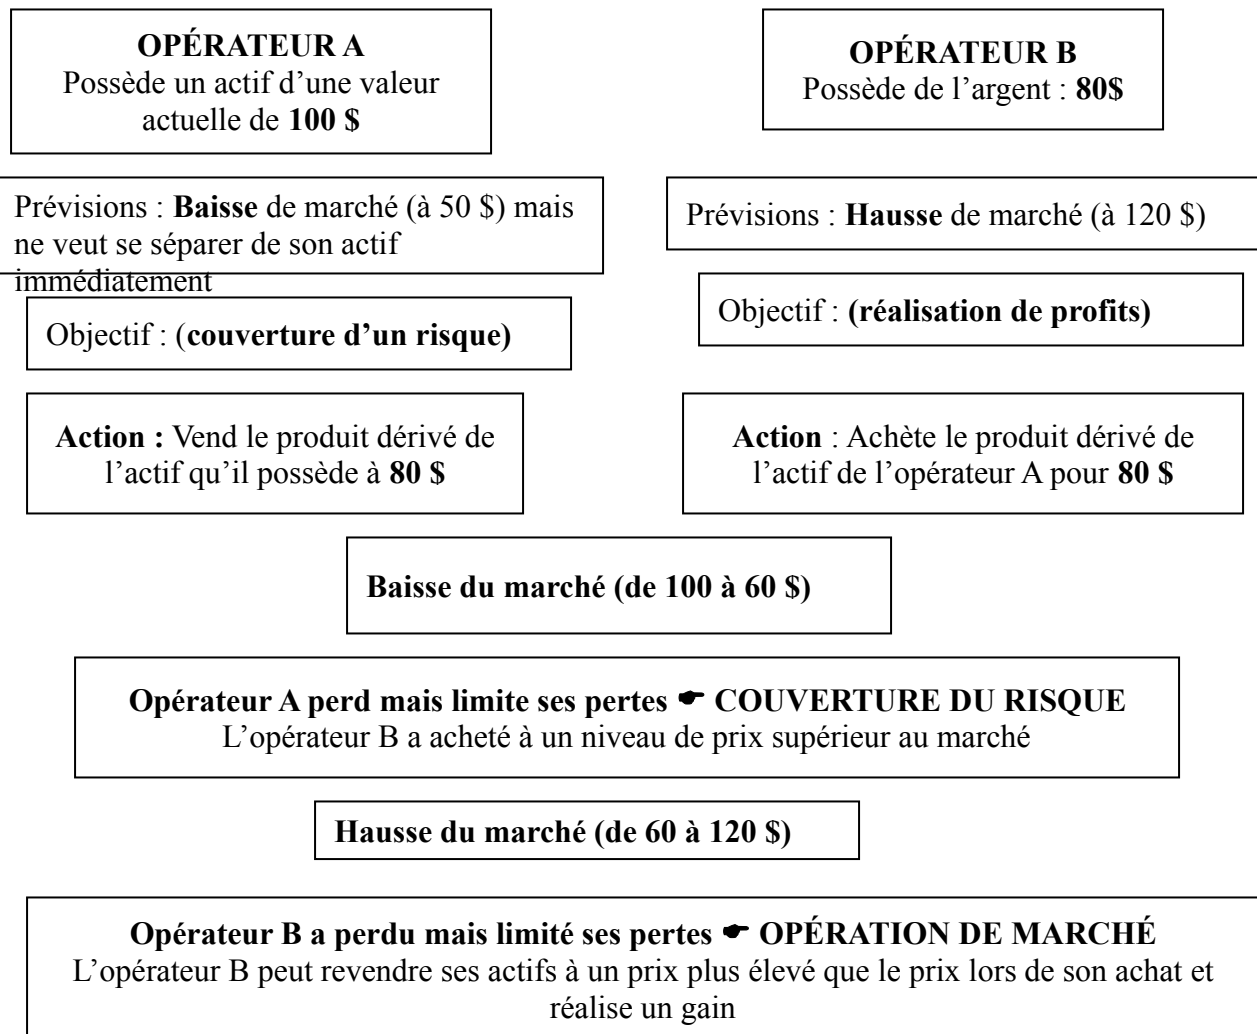 OPÉRATEUR A
Possède un actif d’une valeur
actuelle de 100 $
OPÉRATEUR B
Possède de l’argent : 80$
Prévisions : Baisse de marché (à 50 $) mais
ne veut se séparer de son actif
immédiatement
Prévisions : Hausse de marché (à 120 $)
Objectif : (couverture d’un risque)
Objectif : (réalisation de profits)
Action : Vend le produit dérivé de
l’actif qu’il possède à 80 $
Action : Achète le produit dérivé de
l’actif de l’opérateur A pour 80 $
Baisse du marché (de 100 à 60 $)
Opérateur A perd mais limite ses pertes ☛ COUVERTURE DU RISQUE
L’opérateur B a acheté à un niveau de prix supérieur au marché
Hausse du marché (de 60 à 120 $)
Opérateur B a perdu mais limité ses pertes ☛ OPÉRATION DE MARCHÉ
L’opérateur B peut revendre ses actifs à un prix plus élevé que le prix lors de son achat et
réalise un gain